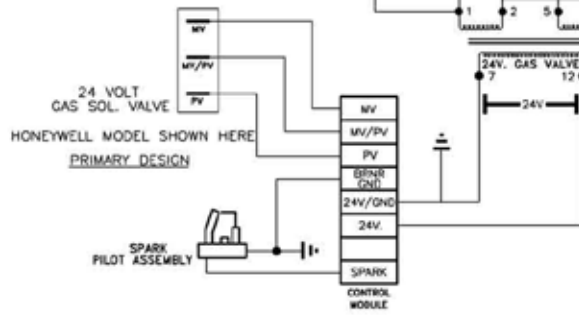 1 2 5
MV
MV/PV
PV
24 VOLT
GAS SOL. VALVE
HONEYWELL MODEL SHOWN HERE
PRIMARY DESIGN
24V. GAS VALVE
7 12
24V
MV
MV/PV
PV
BRNR
GND
24V/GND
24V.
SPARK
SPARK
PILOT ASSEMBLY
CONTROL
MODULE